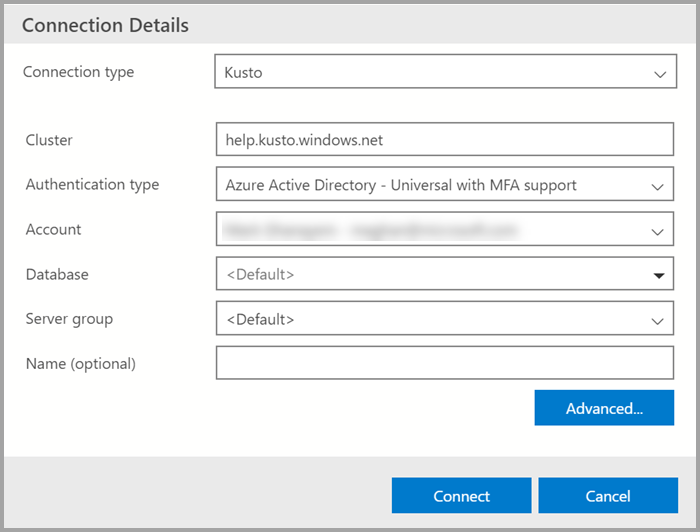 Connection Details
Connection type Kusto
Cluster help.kusto.windows.net
Authentication type Azure Active Directory - Universal with MFA support
Account
Database <Default>
Server group <Default>
Name (optional)
Advanced...
Connect Cancel